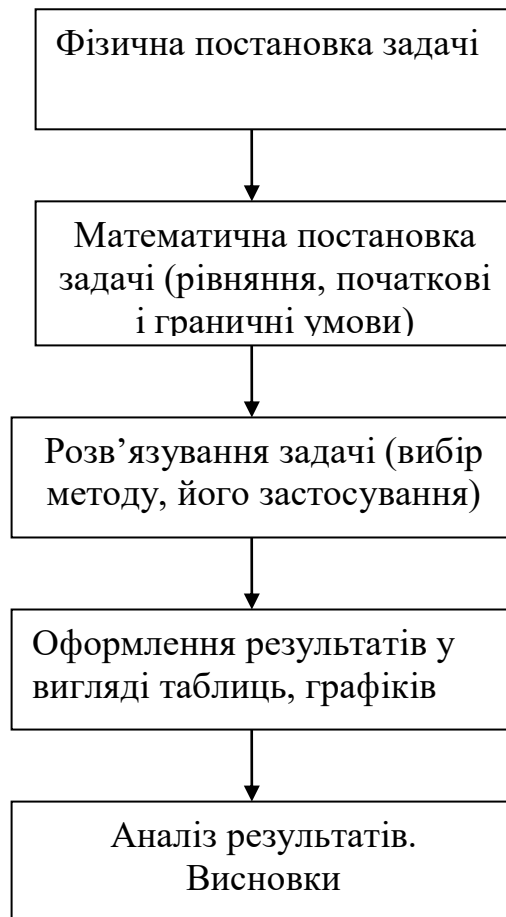 Фізична постановка задачі
Математична постановка
задачі (рівняння, початкові
і граничні умови)
Розв’язування задачі (вибір
методу, його застосування)
Оформлення результатів у
вигляді таблиць, графіків
Аналіз результатів.
Висновки